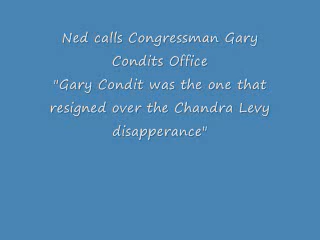 Ned calls Congressman Gary
Condits Office
"Gary Condit was the one that
resigned over the Chandra Levy
disapperance"